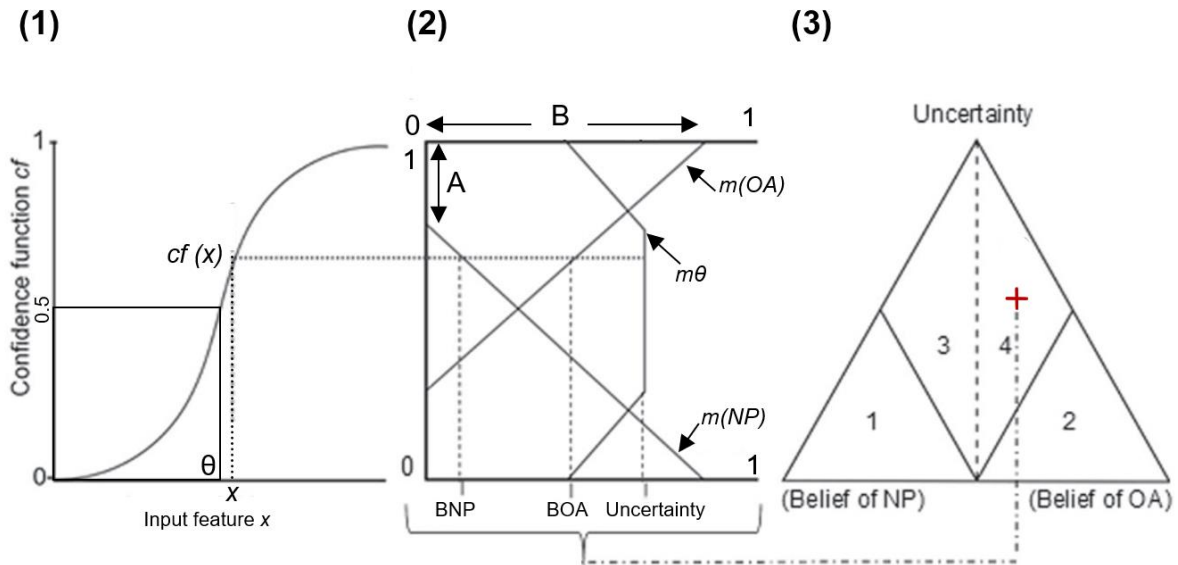 (1)
(2)
(3)
Confidence function cf
1
0.5
0
cf (x)
θ
x
Input feature x
0
B
1
1
A
m(OA)
mθ
m(NP)
0
1
BNP
BOA
Uncertainty
Uncertainty
3
4
1
2
(Belief of NP)
(Belief of OA)